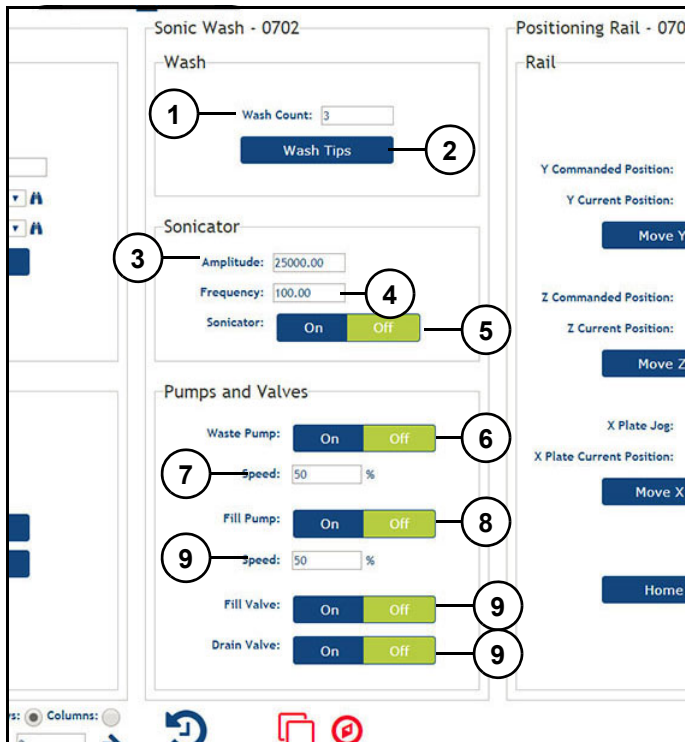 Sonic Wash - 0702
Wash
1
Wash Count: 3
Wash Tips
2
Sonicator
3
Amplitude: 25000.00
Frequency: 100.00
4
Sonicator: On Off
5
Pumps and Valves
Waste Pump: On Off
6
7
Speed: 50 %
Fill Pump: On Off
8
9
Speed: 50 %
Fill Valve: On Off
9
Drain Valve: On Off
9
Positioning Rail - 070
Rail
Y Commanded Position:
Y Current Position:
Move Y
Z Commanded Position:
Z Current Position:
Move Z
X Plate Jog:
X Plate Current Position:
Move X
Home
s: Columns: